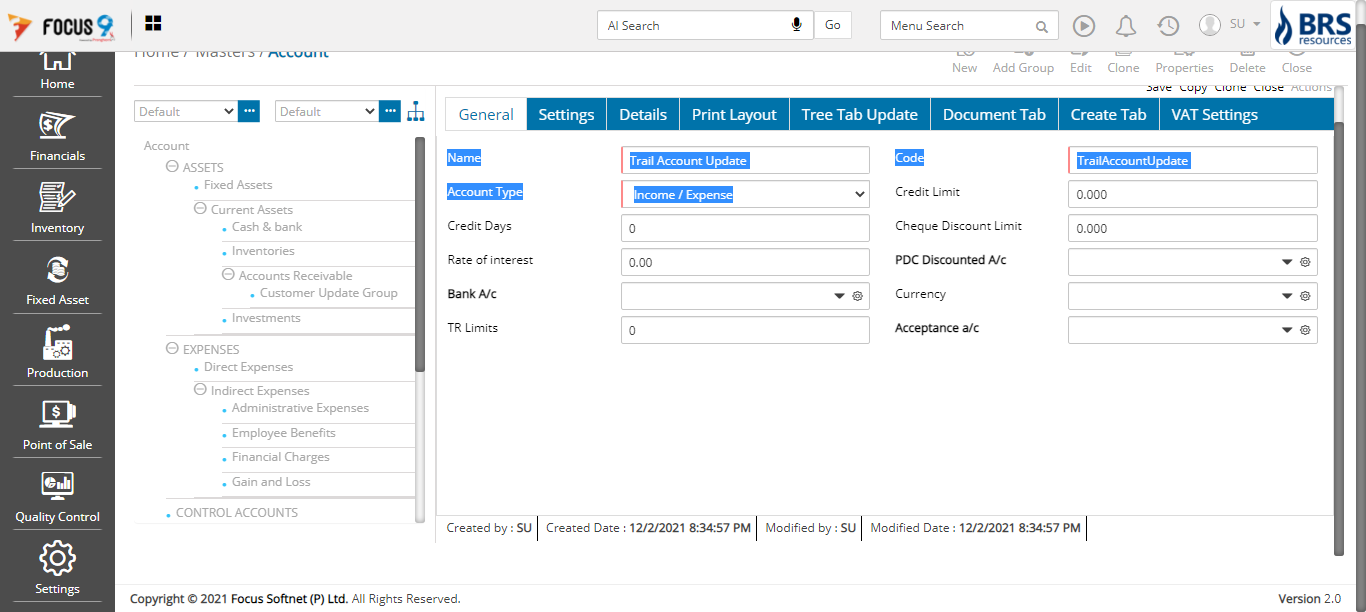 FOCUS 9
AI Search
Go
Menu Search
SU
BRS
resources
Home / Masters / Account
New Add Group Edit Clone Properties Delete Close
Save Copy Clone Close Actions
Home
Financials
Inventory
Fixed Asset
Production
Point of Sale
Quality Control
Settings
Default
Default
Account
ASSETS
Fixed Assets
Current Assets
Cash & bank
Inventories
Accounts Receivable
Customer Update Group
Investments
EXPENSES
Direct Expenses
Indirect Expenses
Administrative Expenses
Employee Benefits
Financial Charges
Gain and Loss
CONTROL ACCOUNTS
General Settings Details Print Layout Tree Tab Update Document Tab Create Tab VAT Settings
Name Trail Account Update Code TrailAccountUpdate
Account Type Income / Expense Credit Limit 0.000
Credit Days 0 Cheque Discount Limit 0.000
Rate of interest 0.00 PDC Discounted A/c
Bank A/c Currency
TR Limits 0 Acceptance a/c
Created by : SU Created Date : 12/2/2021 8:34:57 PM Modified by : SU Modified Date : 12/2/2021 8:34:57 PM
Copyright © 2021 Focus Softnet (P) Ltd. All Rights Reserved.
Version 2.0